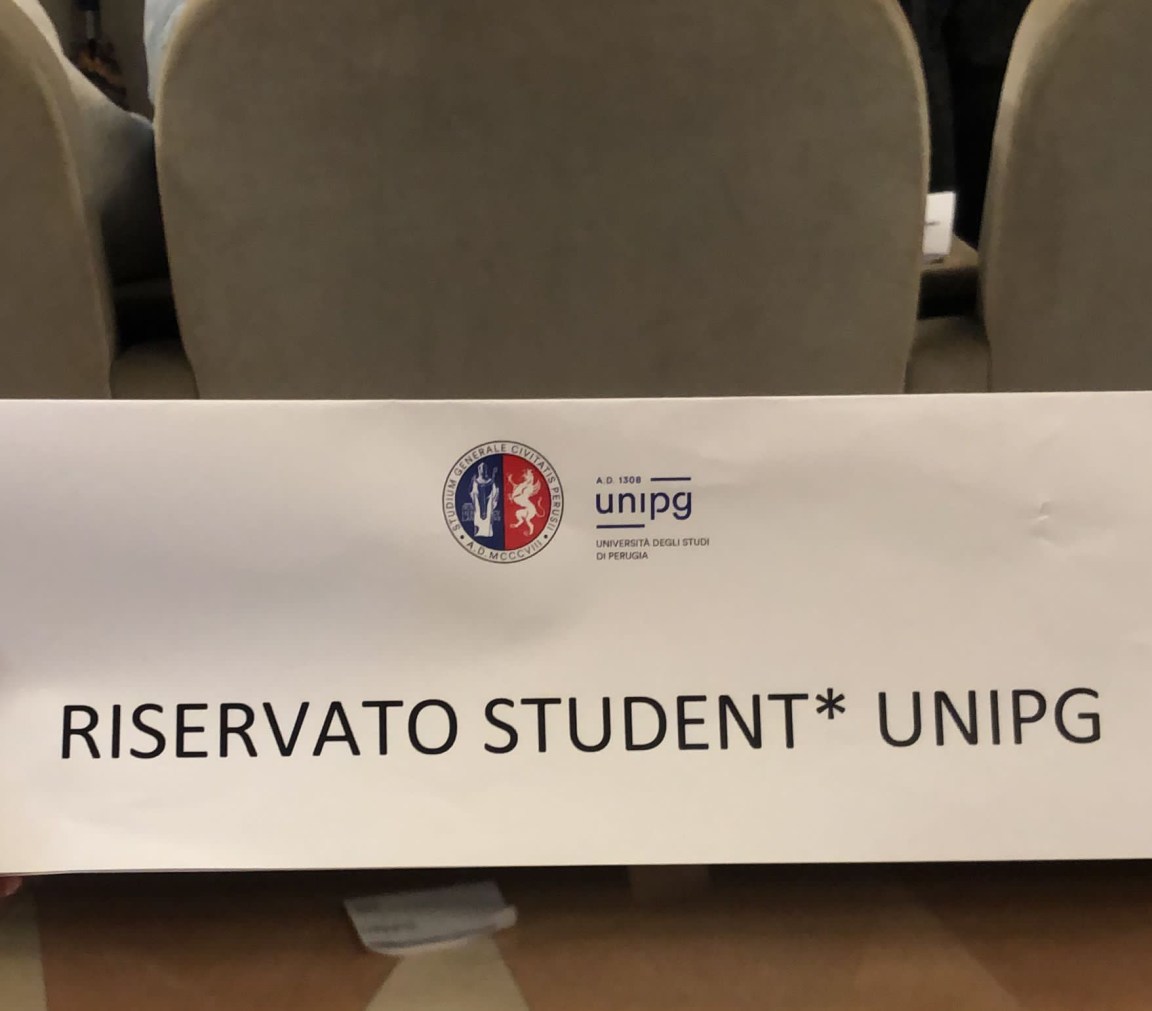 STUDIUM GENERALE CIVITATIS PERUSII
• A.D. MCCCVIII •
A.D. 1308
unipg
UNIVERSITÀ DEGLI STUDI
DI PERUGIA
RISERVATO STUDENT* UNIPG